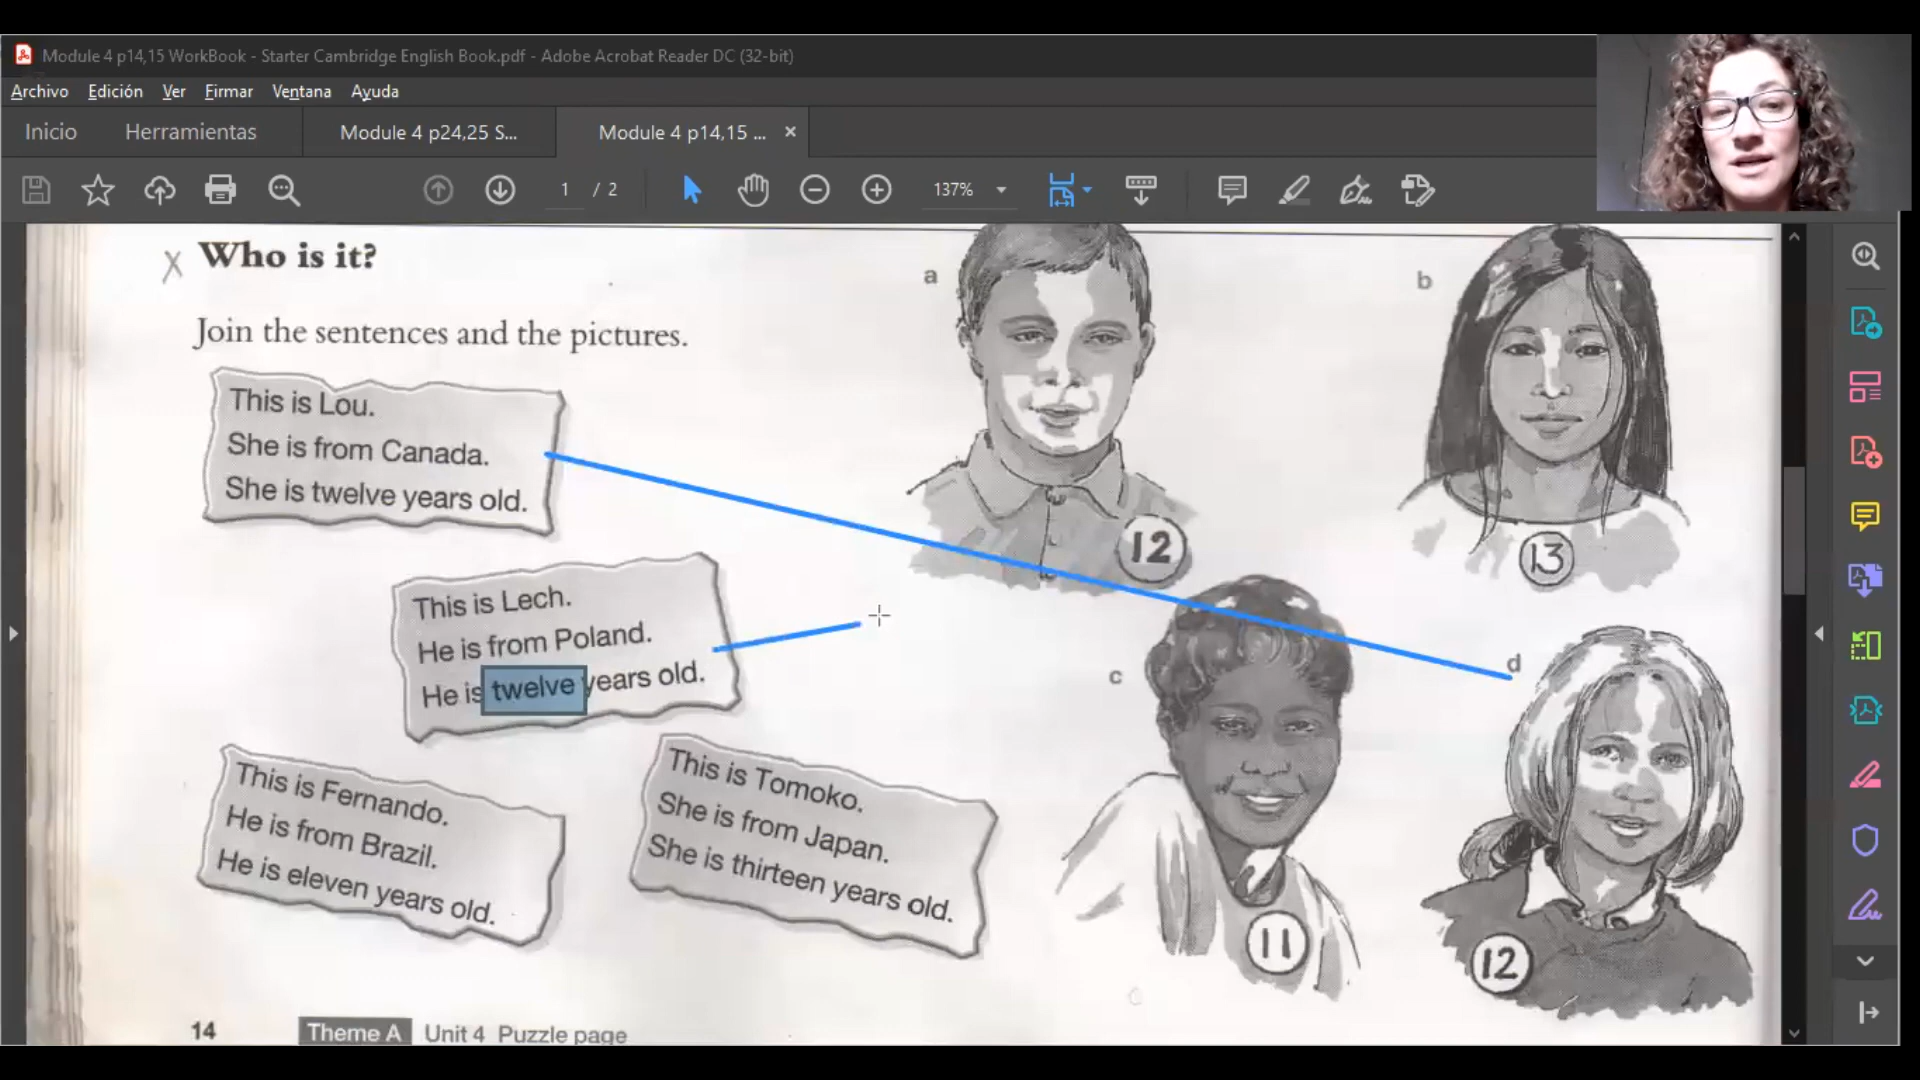 Module 4 p14,15 WorkBook - Starter Cambridge English Book.pdf - Adobe Acrobat Reader DC (32-bit)
Archivo Edición Ver Firmar Ventana Ayuda
Inicio Herramientas Module 4 p24,25 S... Module 4 p14,15 ...
1 / 2 137%
X Who is it?
Join the sentences and the pictures.
This is Lou.
She is from Canada.
She is twelve years old.
This is Lech.
He is from Poland.
He is twelve years old.
This is Fernando.
He is from Brazil.
He is eleven years old.
This is Tomoko.
She is from Japan.
She is thirteen years old.
a
12
b
13
c
11
d
12
14 Theme A Unit 4 Puzzle page